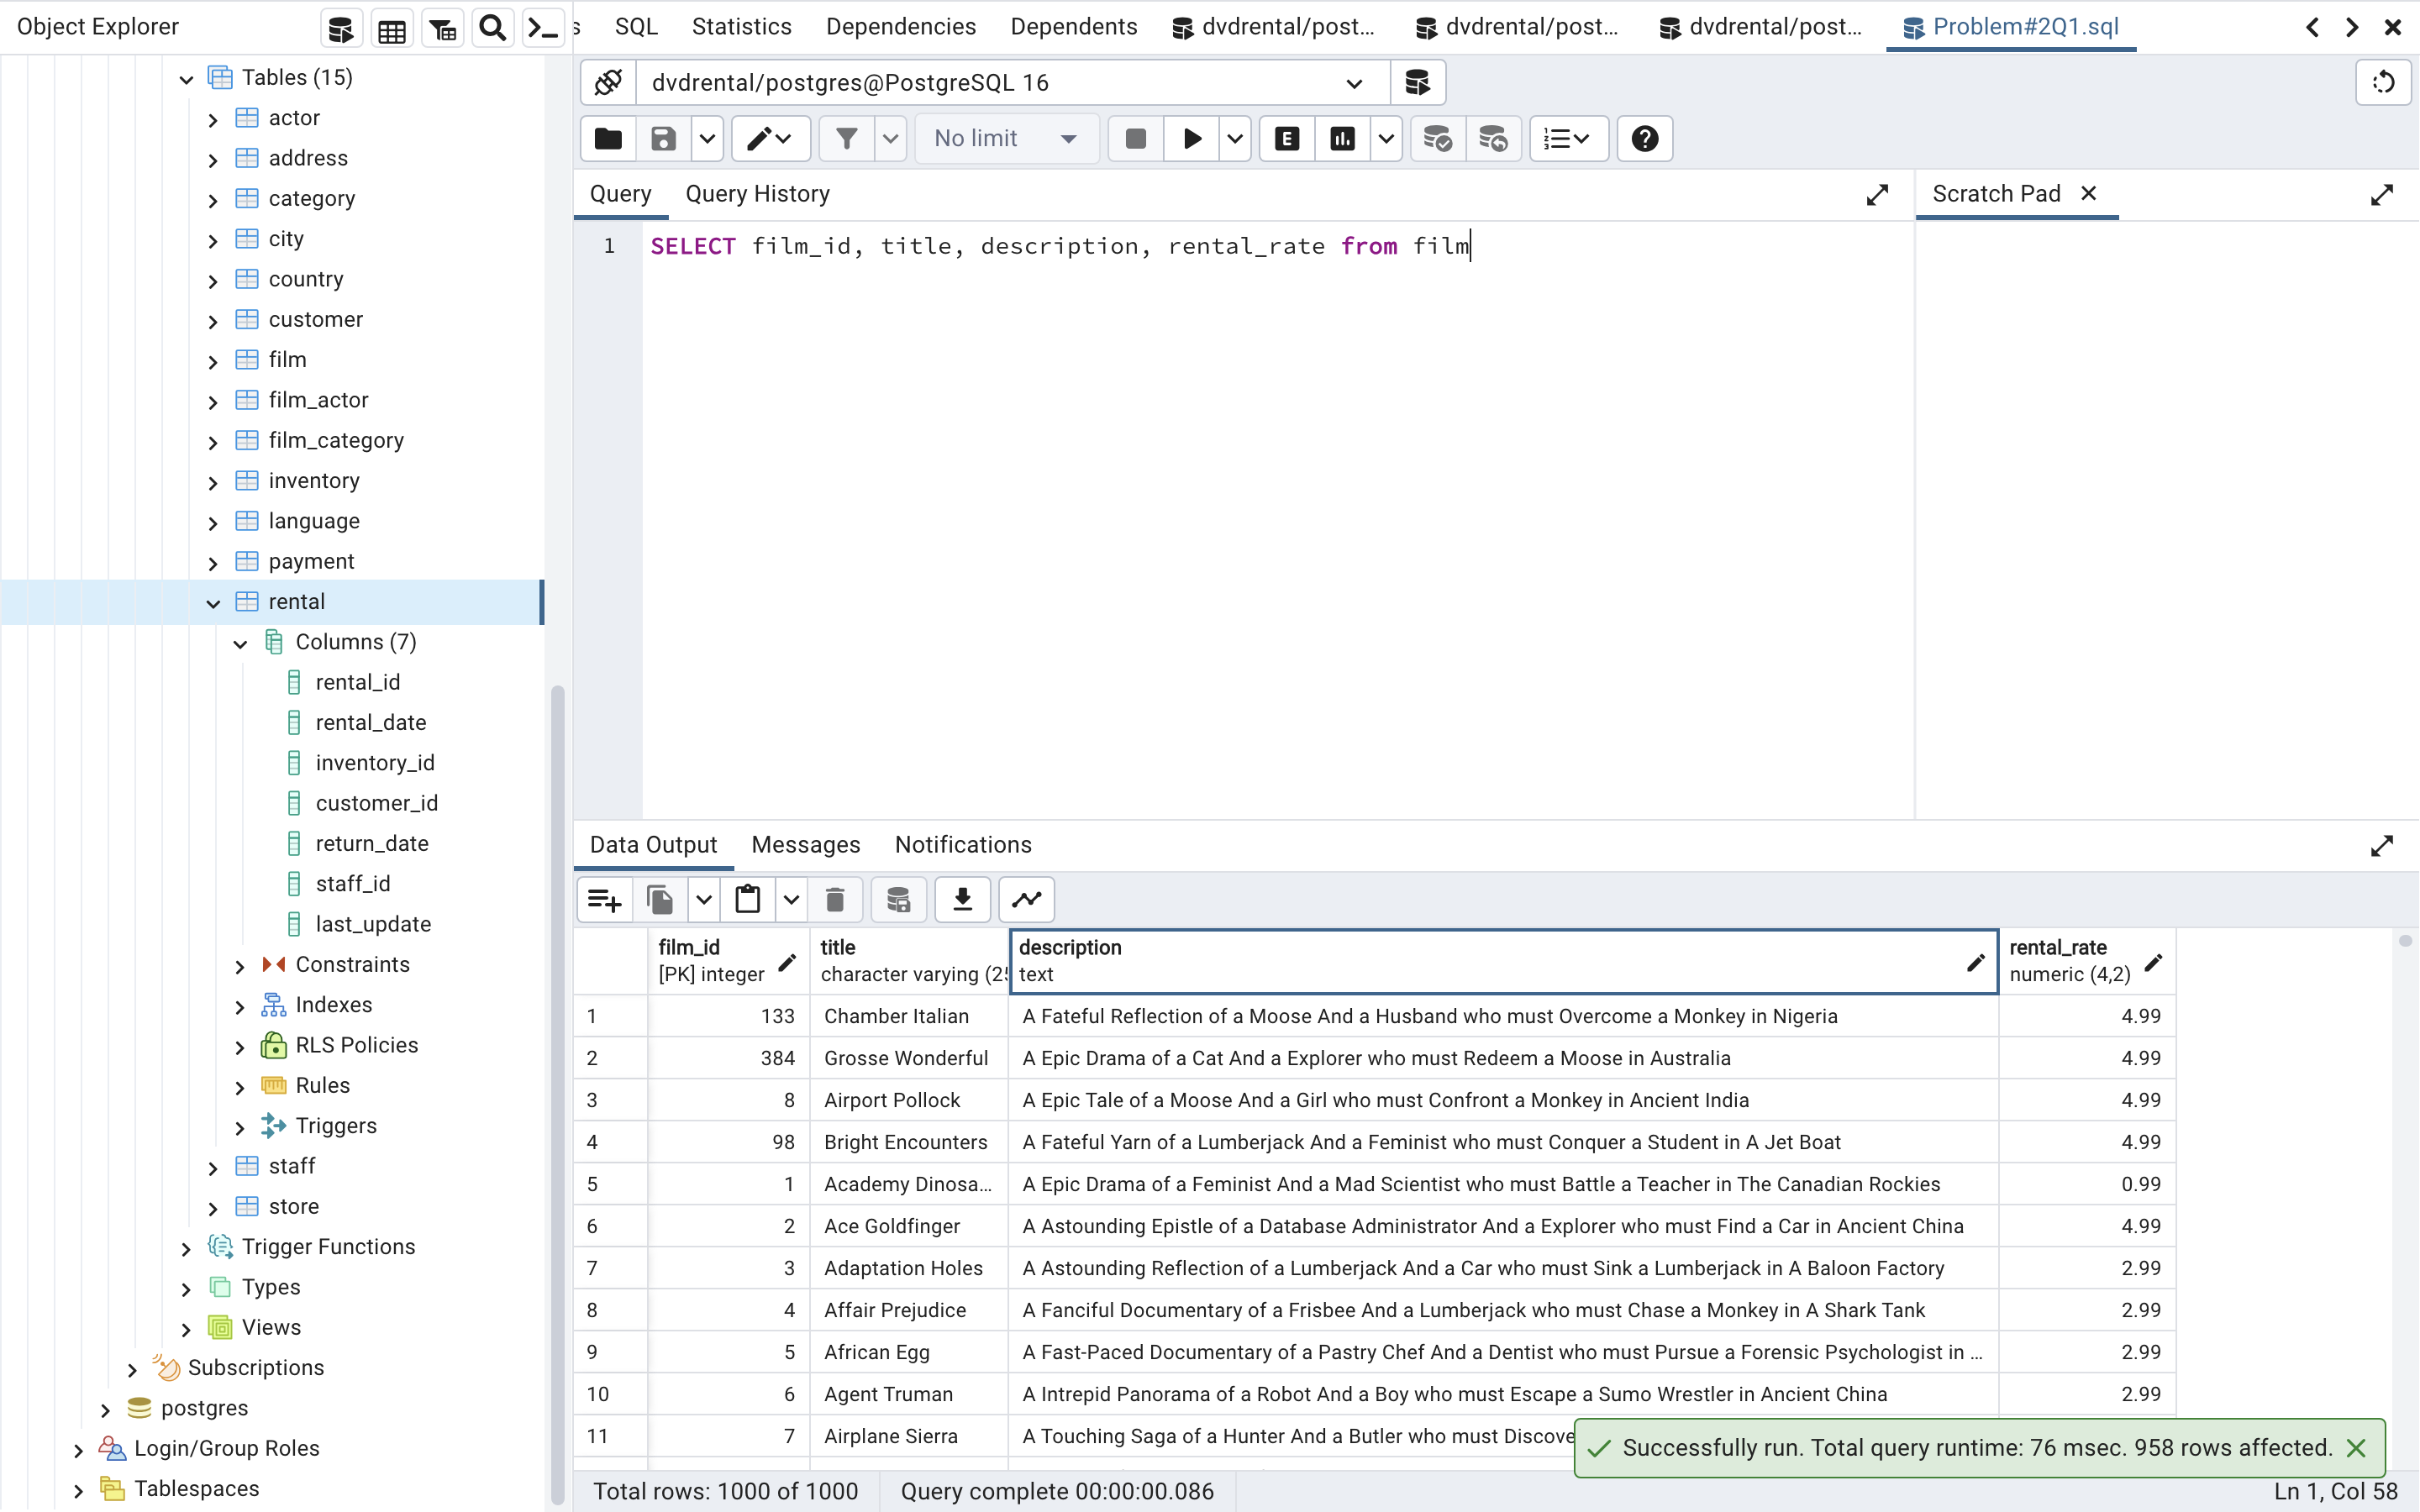 Object Explorer
s SQL Statistics Dependencies Dependents dvdrental/post... dvdrental/post... dvdrental/post... Problem#2Q1.sql
Tables (15)
actor
address
category
city
country
customer
film
film_actor
film_category
inventory
language
payment
rental
Columns (7)
rental_id
rental_date
inventory_id
customer_id
return_date
staff_id
last_update
Constraints
Indexes
RLS Policies
Rules
Triggers
staff
store
Trigger Functions
Types
Views
Subscriptions
postgres
Login/Group Roles
Tablespaces
dvdrental/postgres@PostgreSQL 16
No limit E
Query Query History
Scratch Pad
1 SELECT film_id, title, description, rental_rate from film
Data Output Messages Notifications
film_id title description rental_rate
[PK] integer character varying (25 text numeric (4,2)
1 133 Chamber Italian A Fateful Reflection of a Moose And a Husband who must Overcome a Monkey in Nigeria 4.99
2 384 Grosse Wonderful A Epic Drama of a Cat And a Explorer who must Redeem a Moose in Australia 4.99
3 8 Airport Pollock A Epic Tale of a Moose And a Girl who must Confront a Monkey in Ancient India 4.99
4 98 Bright Encounters A Fateful Yarn of a Lumberjack And a Feminist who must Conquer a Student in A Jet Boat 4.99
5 1 Academy Dinosa... A Epic Drama of a Feminist And a Mad Scientist who must Battle a Teacher in The Canadian Rockies 0.99
6 2 Ace Goldfinger A Astounding Epistle of a Database Administrator And a Explorer who must Find a Car in Ancient China 4.99
7 3 Adaptation Holes A Astounding Reflection of a Lumberjack And a Car who must Sink a Lumberjack in A Baloon Factory 2.99
8 4 Affair Prejudice A Fanciful Documentary of a Frisbee And a Lumberjack who must Chase a Monkey in A Shark Tank 2.99
9 5 African Egg A Fast-Paced Documentary of a Pastry Chef And a Dentist who must Pursue a Forensic Psychologist in ... 2.99
10 6 Agent Truman A Intrepid Panorama of a Robot And a Boy who must Escape a Sumo Wrestler in Ancient China 2.99
11 7 Airplane Sierra A Touching Saga of a Hunter And a Butler who must Discove
Successfully run. Total query runtime: 76 msec. 958 rows affected.
Total rows: 1000 of 1000 Query complete 00:00:00.086 Ln 1, Col 58